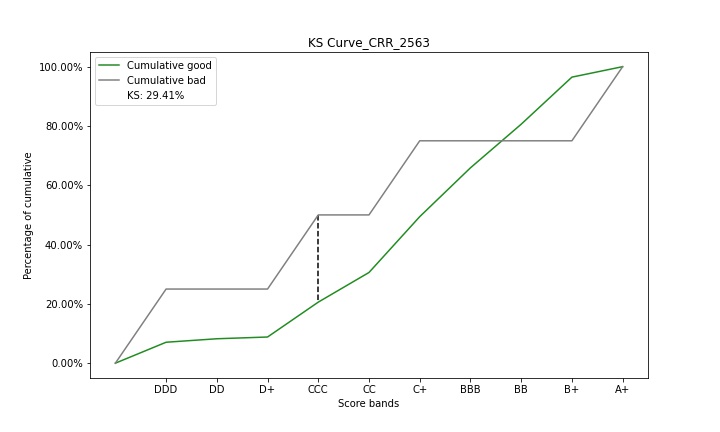 KS Curve_CRR_2563
Cumulative good
Cumulative bad
KS: 29.41%
100.00%
80.00%
60.00%
40.00%
20.00%
0.00%
Percentage of cumulative
DDD DD D+ CCC CC C+ BBB BB B+ A+
Score bands